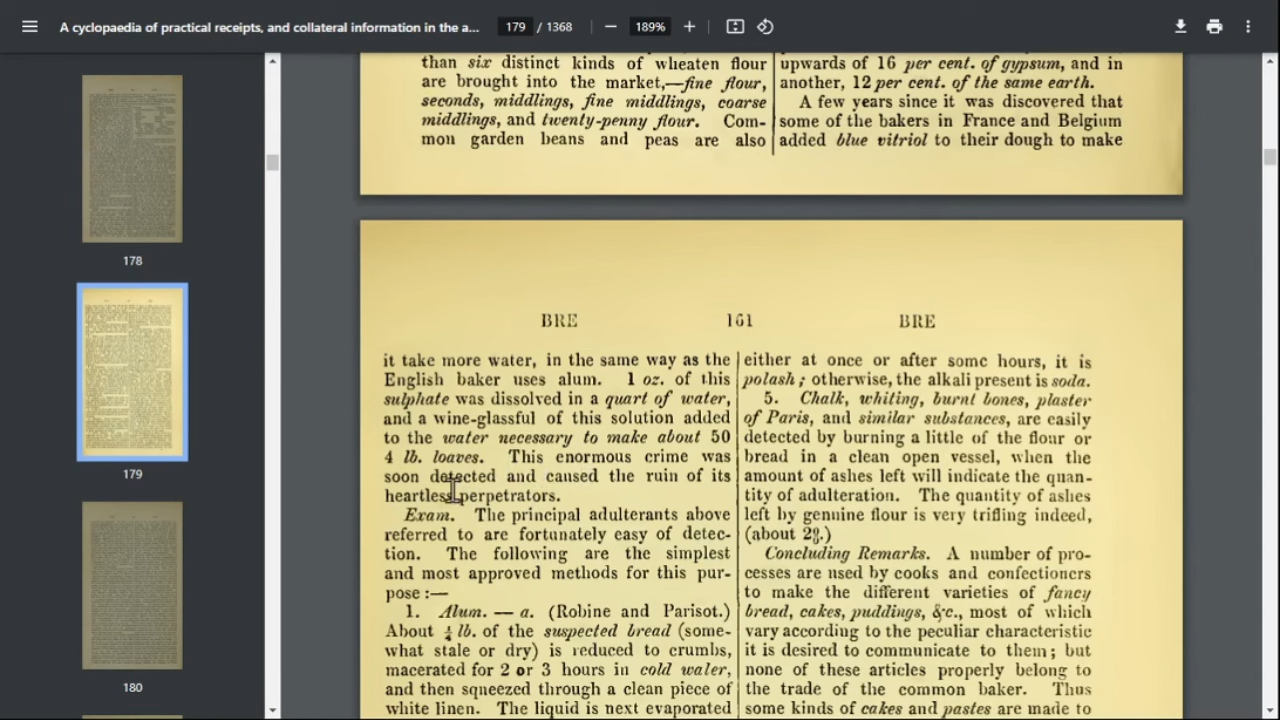 A cyclopaedia of practical receipts, and collateral information in the a...
179 / 1368
189%
178
179
180
than six distinct kinds of wheaten flour
are brought into the market,—fine flour,
seconds, middlings, fine middlings, coarse
middlings, and twenty-penny flour. Com-
mon garden beans and peas are also
upwards of 16 per cent. of gypsum, and in
another, 12 per cent. of the same earth.
A few years since it was discovered that
some of the bakers in France and Belgium
added blue vitriol to their dough to make
BRE 161 BRE
it take more water, in the same way as the
English baker uses alum. 1 oz. of this
sulphate was dissolved in a quart of water,
and a wine-glassful of this solution added
to the water necessary to make about 50
4 lb. loaves. This enormous crime was
soon detected and caused the ruin of its
heartless perpetrators.
Exam. The principal adulterants above
referred to are fortunately easy of detec-
tion. The following are the simplest
and most approved methods for this pur-
pose :—
1. Alum. — a. (Robine and Parisot.)
About ¼ lb. of the suspected bread (some-
what stale or dry) is reduced to crumbs,
macerated for 2 or 3 hours in cold water,
and then squeezed through a clean piece of
white linen. The liquid is next evaporated
either at once or after some hours, it is
potash ; otherwise, the alkali present is soda.
5. Chalk, whiting, burnt bones, plaster
of Paris, and similar substances, are easily
detected by burning a little of the flour or
bread in a clean open vessel, when the
amount of ashes left will indicate the quan-
tity of adulteration. The quantity of ashes
left by genuine flour is very trifling indeed,
(about 2%.)
Concluding Remarks. A number of pro-
cesses are used by cooks and confectioners
to make the different varieties of fancy
bread, cakes, puddings, &c., most of which
vary according to the peculiar characteristic
it is desired to communicate to them ; but
none of these articles properly belong to
the trade of the common baker. Thus
some kinds of cakes and pastes are made to